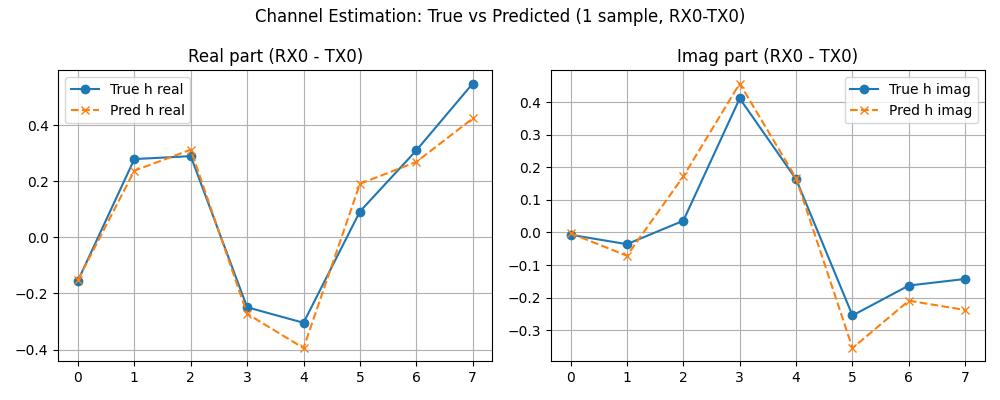 Channel Estimation: True vs Predicted (1 sample, RX0-TX0)
Real part (RX0 - TX0)
True h real
Pred h real
0.4
0.2
0.0
−0.2
−0.4
0 1 2 3 4 5 6 7
Imag part (RX0 - TX0)
True h imag
Pred h imag
0.4
0.3
0.2
0.1
0.0
−0.1
−0.2
−0.3
0 1 2 3 4 5 6 7